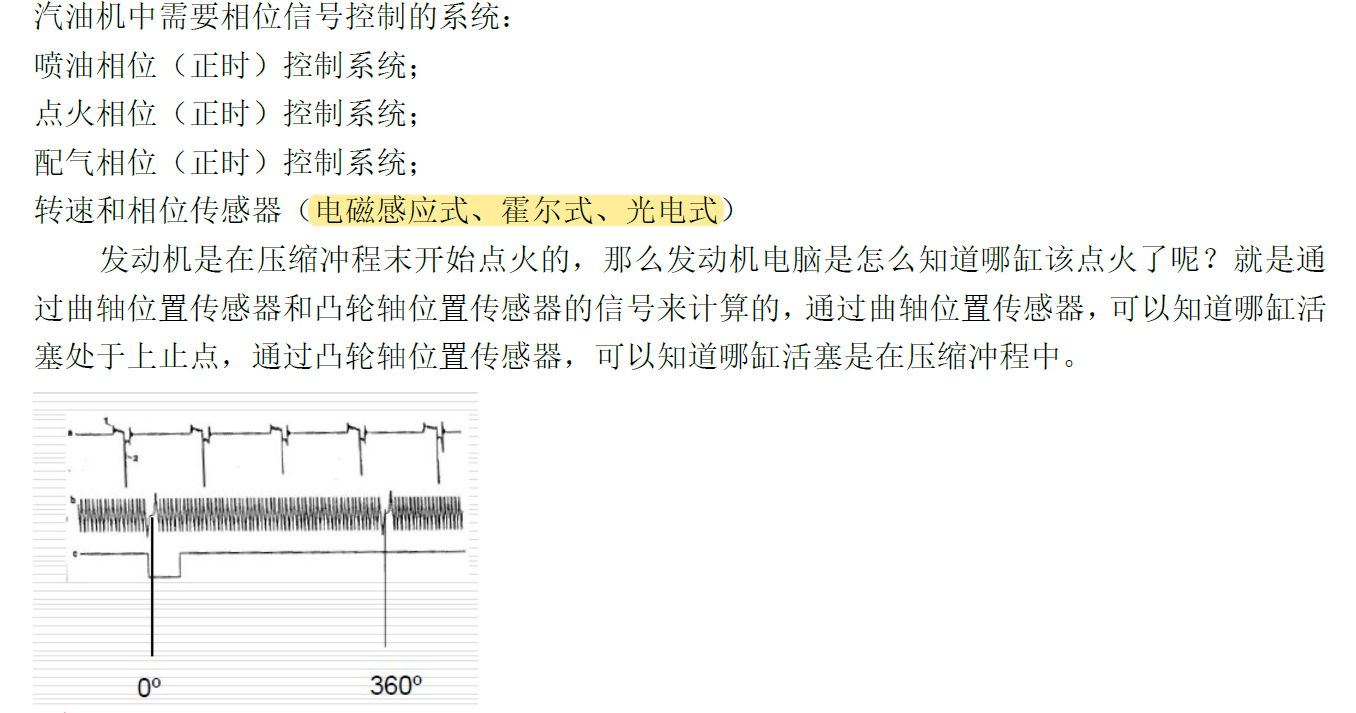 汽油机中需要相位信号控制的系统：
喷油相位（正时）控制系统；
点火相位（正时）控制系统；
配气相位（正时）控制系统；
转速和相位传感器（电磁感应式、霍尔式、光电式）
发动机是在压缩冲程末开始点火的，那么发动机电脑是怎么知道哪缸该点火了呢？就是通
过曲轴位置传感器和凸轮轴位置传感器的信号来计算的，通过曲轴位置传感器，可以知道哪缸活
塞处于上止点，通过凸轮轴位置传感器，可以知道哪缸活塞是在压缩冲程中。
1
a
2
b
c
0° 360°